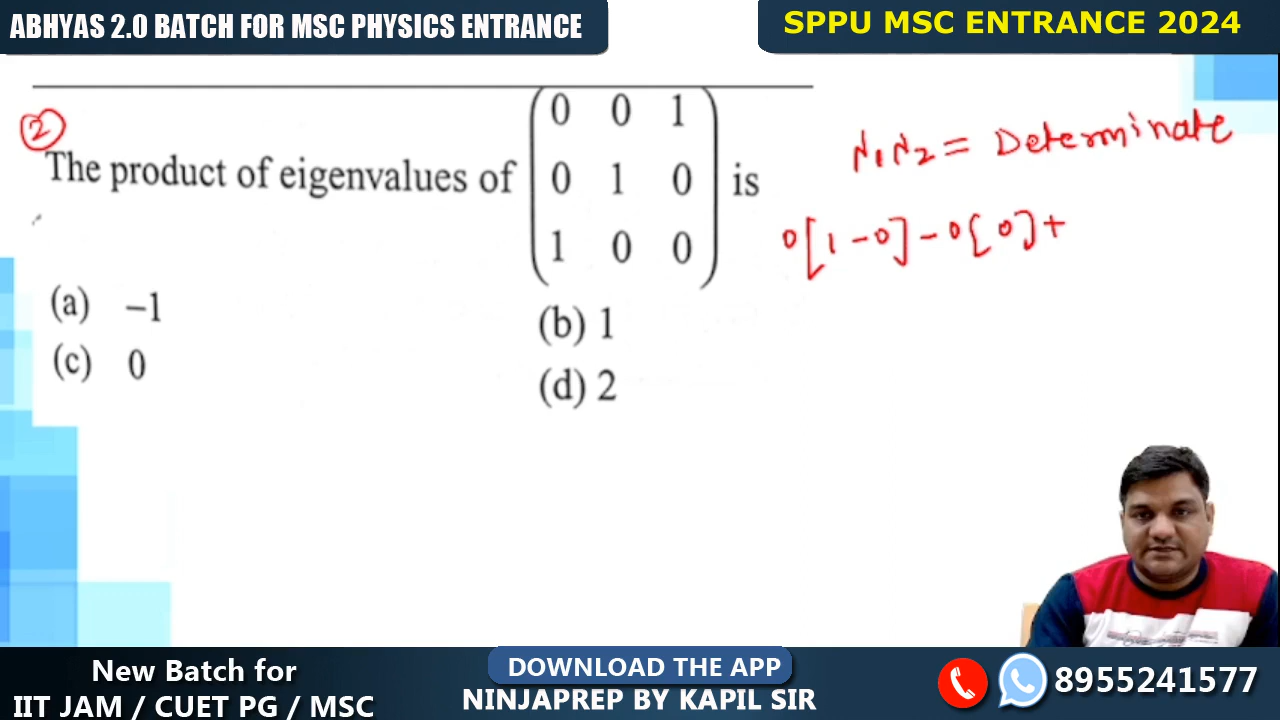 ABHYAS 2.0 BATCH FOR MSC PHYSICS ENTRANCE
SPPU MSC ENTRANCE 2024
2
0 0 1
The product of eigenvalues of 0 1 0 is
1 0 0
λ₁λ₂ = Determinate
0[1-0]-0[0]+
(a) –1
(b) 1
(c) 0
(d) 2
New Batch for
IIT JAM / CUET PG / MSC
DOWNLOAD THE APP
NINJAPREP BY KAPIL SIR
8955241577